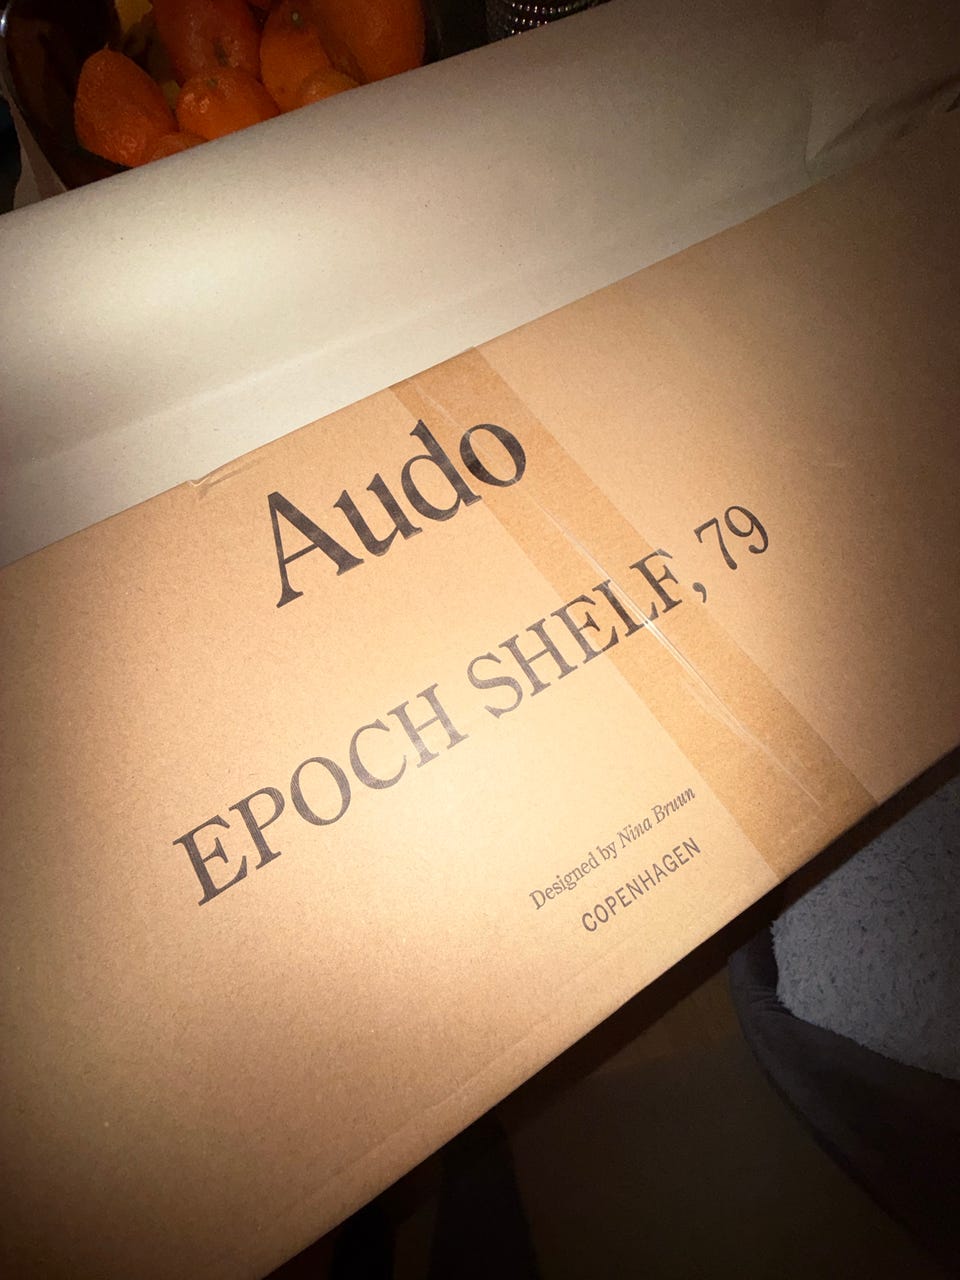 Audo
EPOCH SHELF, 79
Designed by Nina Bruun
COPENHAGEN